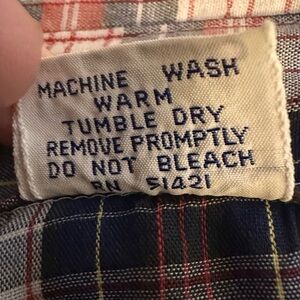 MACHINE WASH
WARM
TUMBLE DRY
REMOVE PROMPTLY
DO NOT BLEACH
RN 51421